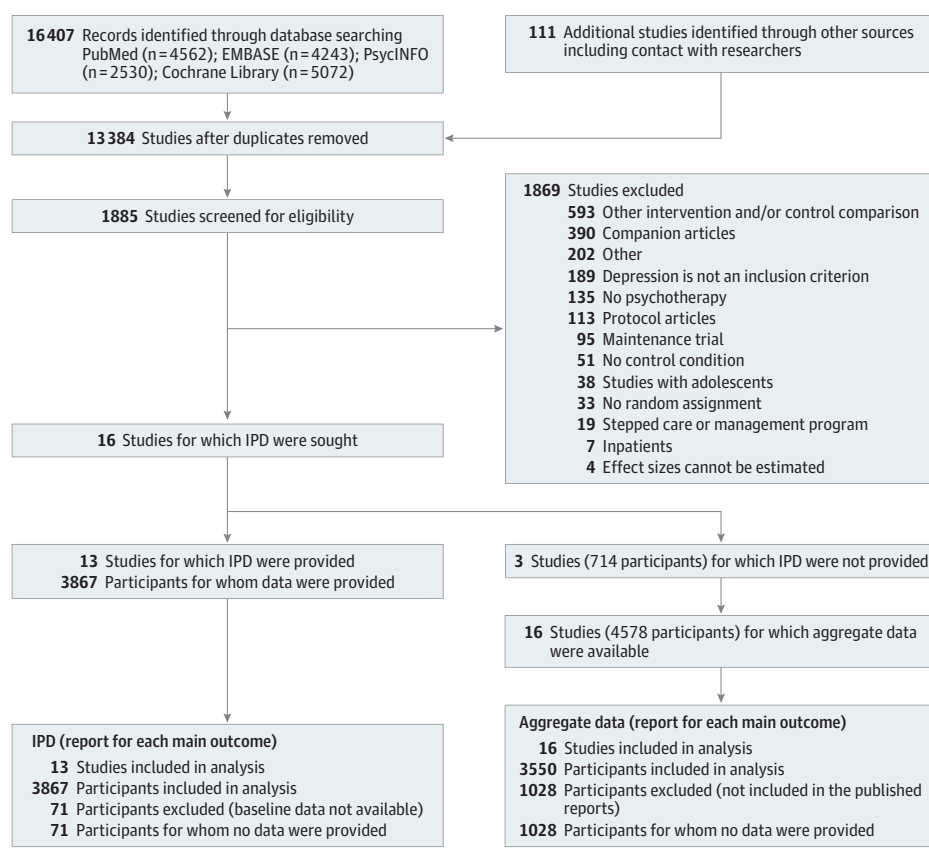 16 407 Records identified through database searching
PubMed (n = 4562); EMBASE (n = 4243); PsycINFO
(n = 2530); Cochrane Library (n = 5072)
111 Additional studies identified through other sources
including contact with researchers
13 384 Studies after duplicates removed
1885 Studies screened for eligibility
1869 Studies excluded
593 Other intervention and/or control comparison
390 Companion articles
202 Other
189 Depression is not an inclusion criterion
135 No psychotherapy
113 Protocol articles
95 Maintenance trial
51 No control condition
38 Studies with adolescents
33 No random assignment
19 Stepped care or management program
7 Inpatients
4 Effect sizes cannot be estimated
16 Studies for which IPD were sought
13 Studies for which IPD were provided
3867 Participants for whom data were provided
3 Studies (714 participants) for which IPD were not provided
16 Studies (4578 participants) for which aggregate data
were available
IPD (report for each main outcome)
13 Studies included in analysis
3867 Participants included in analysis
71 Participants excluded (baseline data not available)
71 Participants for whom no data were provided
Aggregate data (report for each main outcome)
16 Studies included in analysis
3550 Participants included in analysis
1028 Participants excluded (not included in the published
reports)
1028 Participants for whom no data were provided